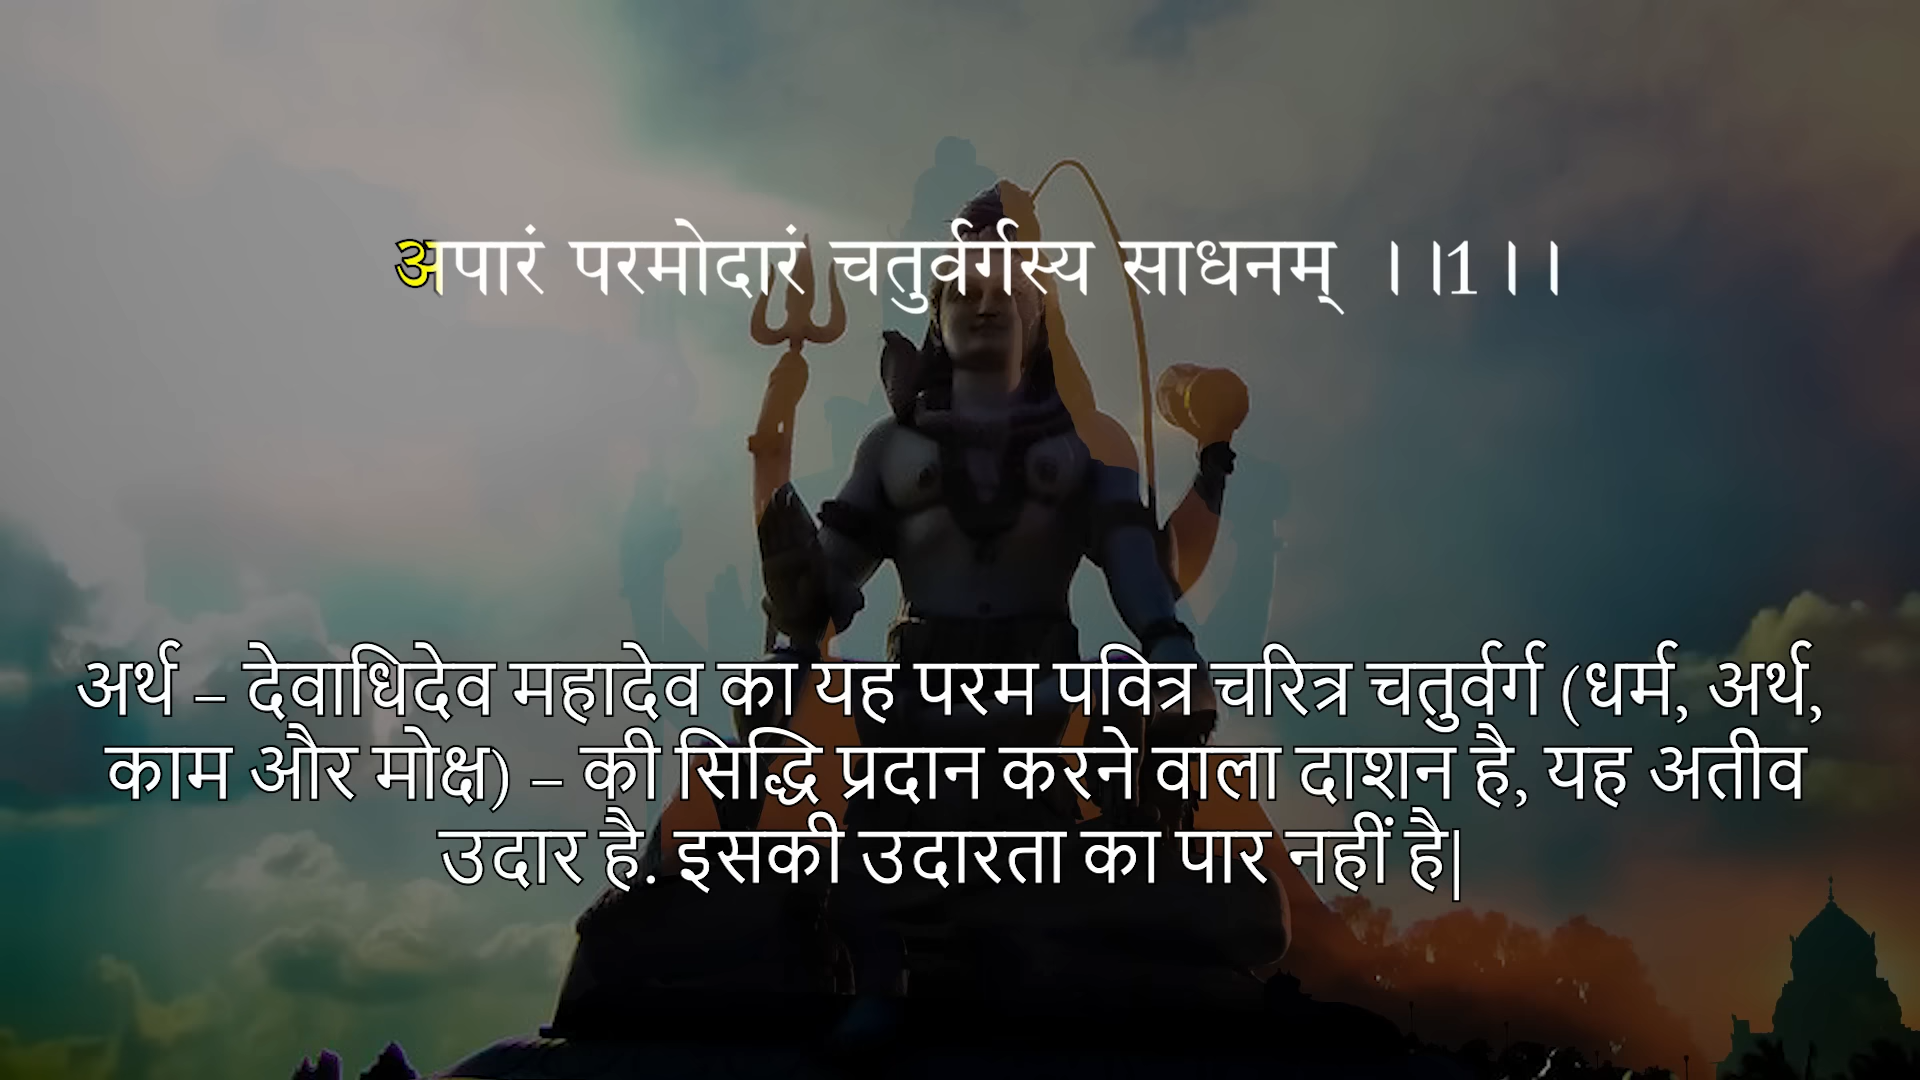 अपारं परमोदारं चतुर्वर्गस्य साधनम् ।।1।।
अर्थ – देवाधिदेव महादेव का यह परम पवित्र चरित्र चतुर्वर्ग (धर्म, अर्थ,
काम और मोक्ष) – की सिद्धि प्रदान करने वाला दाशन है, यह अतीव
उदार है. इसकी उदारता का पार नहीं है|